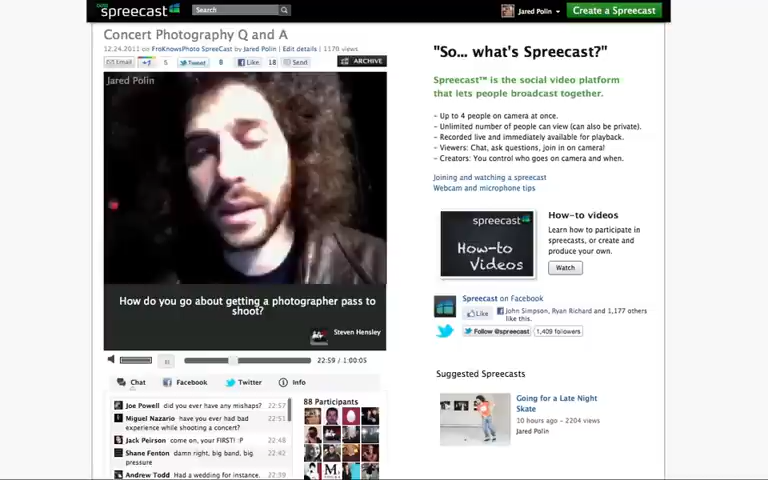 spreecast
Search
Jared Polin
Create a Spreecast
Concert Photography Q and A
12.24.2011 on FroKnowsPhoto SpreeCast by Jared Polin | Edit details | 1176 views
Email
+1
5
Tweet
8
Like
18
Send
ARCHIVE
Jared Polin
How do you go about getting a photographer pass to
shoot?
Steven Hensley
22:59 / 1:00:05
Chat
Facebook
Twitter
Info
Joe Powell did you ever have any mishaps? 22:57
Miguel Nazario have you ever had bad 22:51
experience while shooting a concert?
Jack Peirson come on, your FIRST! :P 22:48
Shane Fenton damn right, big band, big 22:42
pressure
Andrew Todd Had a wedding for instance. 22:39
88 Participants
"So... what's Spreecast?"
Spreecast™ is the social video platform
that lets people broadcast together.
- Up to 4 people on camera at once.
- Unlimited number of people can view (can also be private).
- Recorded live and immediately available for playback.
- Viewers: Chat, ask questions, join in on camera!
- Creators: You control who goes on camera and when.
Joining and watching a spreecast
Webcam and microphone tips
spreecast
How-to
Videos
How-to videos
Learn how to participate in
spreecasts, or create and
produce your own.
Watch
Spreecast on Facebook
Like
John Simpson, Ryan Richard and 1,177 others
like this.
Follow @spreecast
1,409 followers
Suggested Spreecasts
Going for a Late Night
Skate
10 hours ago - 2204 views
Jared Polin